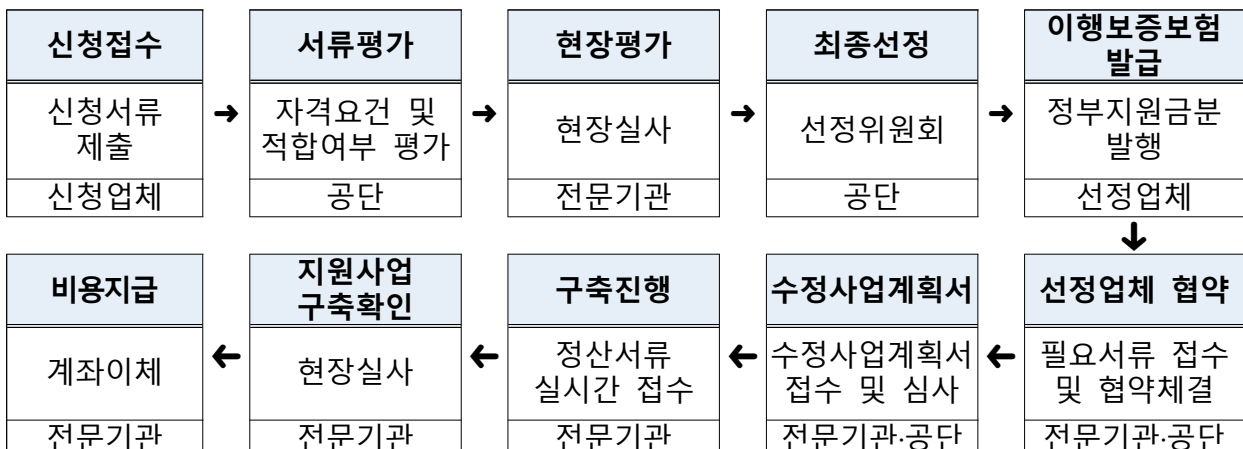 신청접수
신청서류
제출
신청업체
➜
서류평가
자격요건 및
적합여부 평가
공단
➜
현장평가
현장실사
전문기관
➜
최종선정
선정위원회
공단
➜
이행보증보험
발급
정부지원금분
발행
선정업체
🡻
선정업체 협약
필요서류 접수
및 협약체결
전문기관·공단
🡸
수정사업계획서
수정사업계획서
접수 및 심사
전문기관·공단
🡸
구축진행
정산서류
실시간 접수
전문기관
🡸
지원사업
구축확인
현장실사
전문기관
🡸
비용지급
계좌이체
전문기관